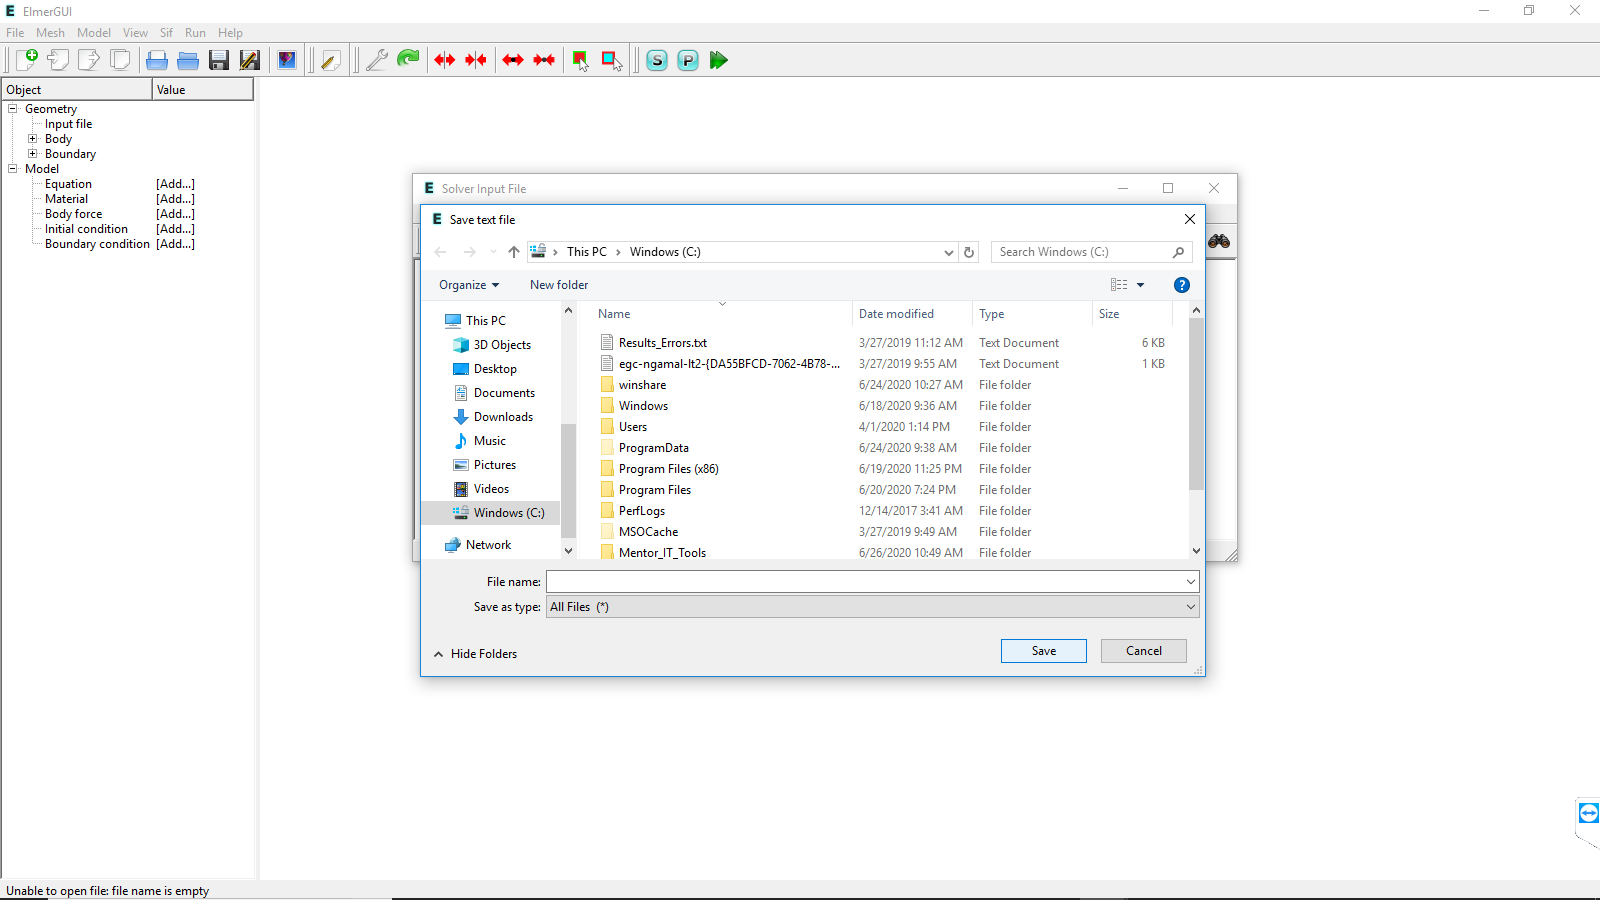 ElmerGUI
File Mesh Model View Sif Run Help
S P
Object Value
Geometry
Input file
Body
Boundary
Model
Equation [Add...]
Material [Add...]
Body force [Add...]
Initial condition [Add...]
Boundary condition [Add...]
Solver Input File
Save text file
This PC › Windows (C:)
Search Windows (C:)
Organize New folder
This PC
3D Objects
Desktop
Documents
Downloads
Music
Pictures
Videos
Windows (C:)
Network
Name Date modified Type Size
Results_Errors.txt 3/27/2019 11:12 AM Text Document 6 KB
egc-ngamal-lt2-{DA55BFCD-7062-4B78-... 3/27/2019 9:55 AM Text Document 1 KB
winshare 6/24/2020 10:27 AM File folder
Windows 6/18/2020 9:36 AM File folder
Users 4/1/2020 1:14 PM File folder
ProgramData 6/24/2020 9:38 AM File folder
Program Files (x86) 6/19/2020 11:25 PM File folder
Program Files 6/20/2020 7:24 PM File folder
PerfLogs 12/14/2017 3:41 AM File folder
MSOCache 3/27/2019 9:49 AM File folder
Mentor_IT_Tools 6/26/2020 10:49 AM File folder
File name:
Save as type: All Files (*)
Hide Folders
Save Cancel
Unable to open file: file name is empty